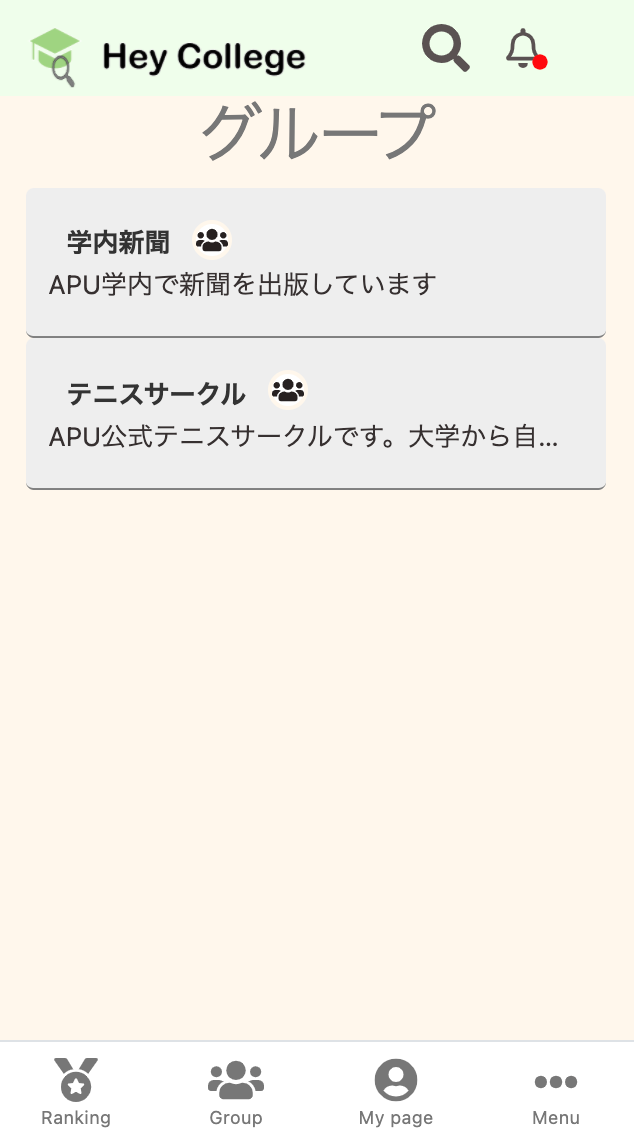 Hey College
グループ
学内新聞
APU学内で新聞を出版しています
テニスサークル
APU公式テニスサークルです。大学から自...
Ranking
Group
My page
Menu